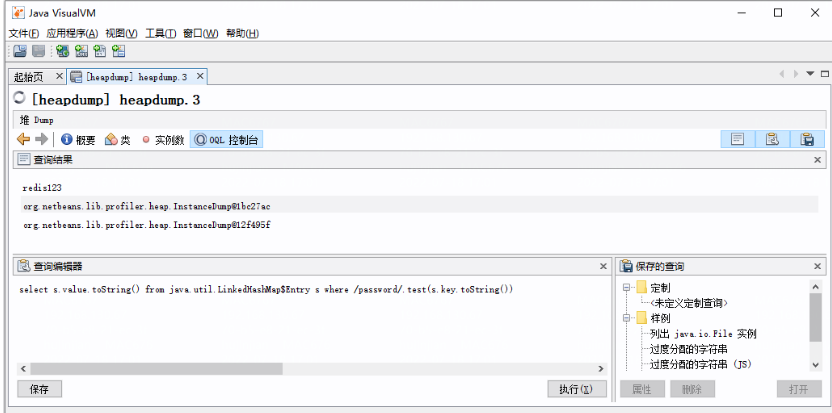 Java VisualVM
文件(F) 应用程序(A) 视图(V) 工具(T) 窗口(W) 帮助(H)
起始页 [heapdump] heapdump.3
[heapdump] heapdump.3
堆 Dump
概要 类 实例数 OQL 控制台
查询结果
redis123
org.netbeans.lib.profiler.heap.InstanceDump@1bc27ac
org.netbeans.lib.profiler.heap.InstanceDump@12f495f
查询编辑器
select s.value.toString() from java.util.LinkedHashMap$Entry s where /password/.test(s.key.toString())
保存 执行(X)
保存的查询
定制
<未定义定制查询>
样例
列出 java.io.File 实例
过度分配的字符串
过度分配的字符串 (JS)
属性 删除 打开